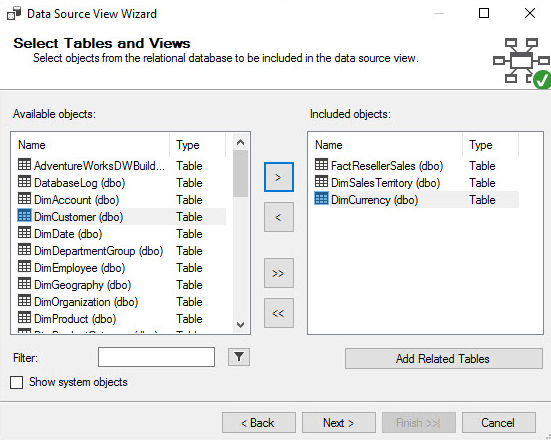 Data Source View Wizard
Select Tables and Views
Select objects from the relational database to be included in the data source view.
Available objects:
Name Type
AdventureWorksDWBuild... Table
DatabaseLog (dbo) Table
DimAccount (dbo) Table
DimCustomer (dbo) Table
DimDate (dbo) Table
DimDepartmentGroup (dbo) Table
DimEmployee (dbo) Table
DimGeography (dbo) Table
DimOrganization (dbo) Table
DimProduct (dbo) Table
>
<
>>
<<
Included objects:
Name Type
FactResellerSales (dbo) Table
DimSalesTerritory (dbo) Table
DimCurrency (dbo) Table
Filter:
Add Related Tables
Show system objects
< Back
Next >
Finish >>|
Cancel